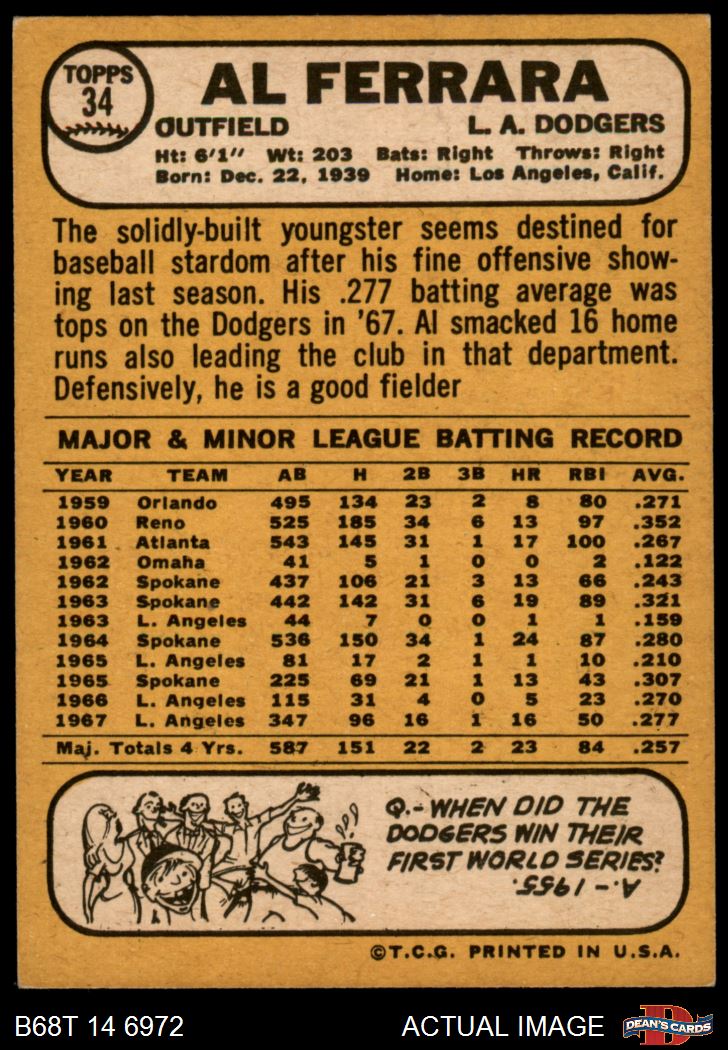 TOPPS
34
AL FERRARA
OUTFIELD L. A. DODGERS
Ht: 6'1" Wt: 203 Bats: Right Throws: Right
Born: Dec. 22, 1939 Home: Los Angeles, Calif.
The solidly-built youngster seems destined for
baseball stardom after his fine offensive show-
ing last season. His .277 batting average was
tops on the Dodgers in '67. Al smacked 16 home
runs also leading the club in that department.
Defensively, he is a good fielder
MAJOR & MINOR LEAGUE BATTING RECORD
YEAR TEAM AB H 2B 3B HR RBI AVG.
1959 Orlando 495 134 23 2 8 80 .271
1960 Reno 525 185 34 6 13 97 .352
1961 Atlanta 543 145 31 1 17 100 .267
1962 Omaha 41 5 1 0 0 2 .122
1962 Spokane 437 106 21 3 13 66 .243
1963 Spokane 442 142 31 6 19 89 .321
1963 L. Angeles 44 7 0 0 1 1 .159
1964 Spokane 536 150 34 1 24 87 .280
1965 L. Angeles 81 17 2 1 1 10 .210
1965 Spokane 225 69 21 1 13 43 .307
1966 L. Angeles 115 31 4 0 5 23 .270
1967 L. Angeles 347 96 16 1 16 50 .277
Maj. Totals 4 Yrs. 587 151 22 2 23 84 .257
Q.- WHEN DID THE
DODGERS WIN THEIR
FIRST WORLD SERIES?
A.- 1955.
©T.C.G. PRINTED IN U.S.A.
B68T 14 6972 ACTUAL IMAGE
D
DEAN'S CARDS